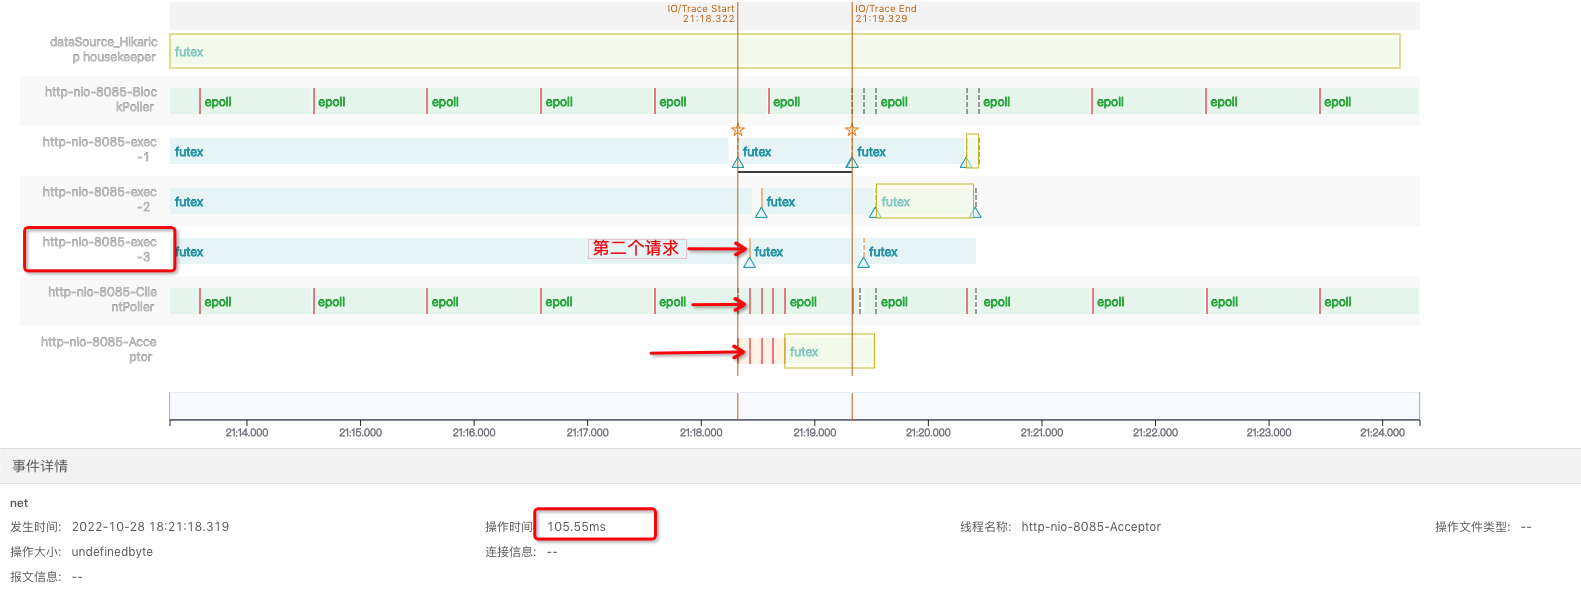 IO/Trace Start
21:18.322
IO/Trace End
21:19.329
dataSource_Hikaric
p housekeeper
futex
http-nio-8085-Bloc
kPoller
epoll epoll epoll epoll epoll epoll epoll epoll epoll epoll epoll
http-nio-8085-exec
-1
futex futex futex
http-nio-8085-exec
-2
futex futex
http-nio-8085-exec
-3
futex 第二个请求 futex futex
http-nio-8085-Clie
ntPoller
epoll epoll epoll epoll epoll epoll epoll epoll epoll epoll epoll
http-nio-8085-Acce
ptor
futex
21:14.000 21:15.000 21:16.000 21:17.000 21:18.000 21:19.000 21:20.000 21:21.000 21:22.000 21:23.000 21:24.000
事件详情
net
发生时间: 2022-10-28 18:21:18.319 操作时间 105.55ms 线程名称: http-nio-8085-Acceptor 操作文件类型: --
操作大小: undefinedbyte 连接信息: --
报文信息: --